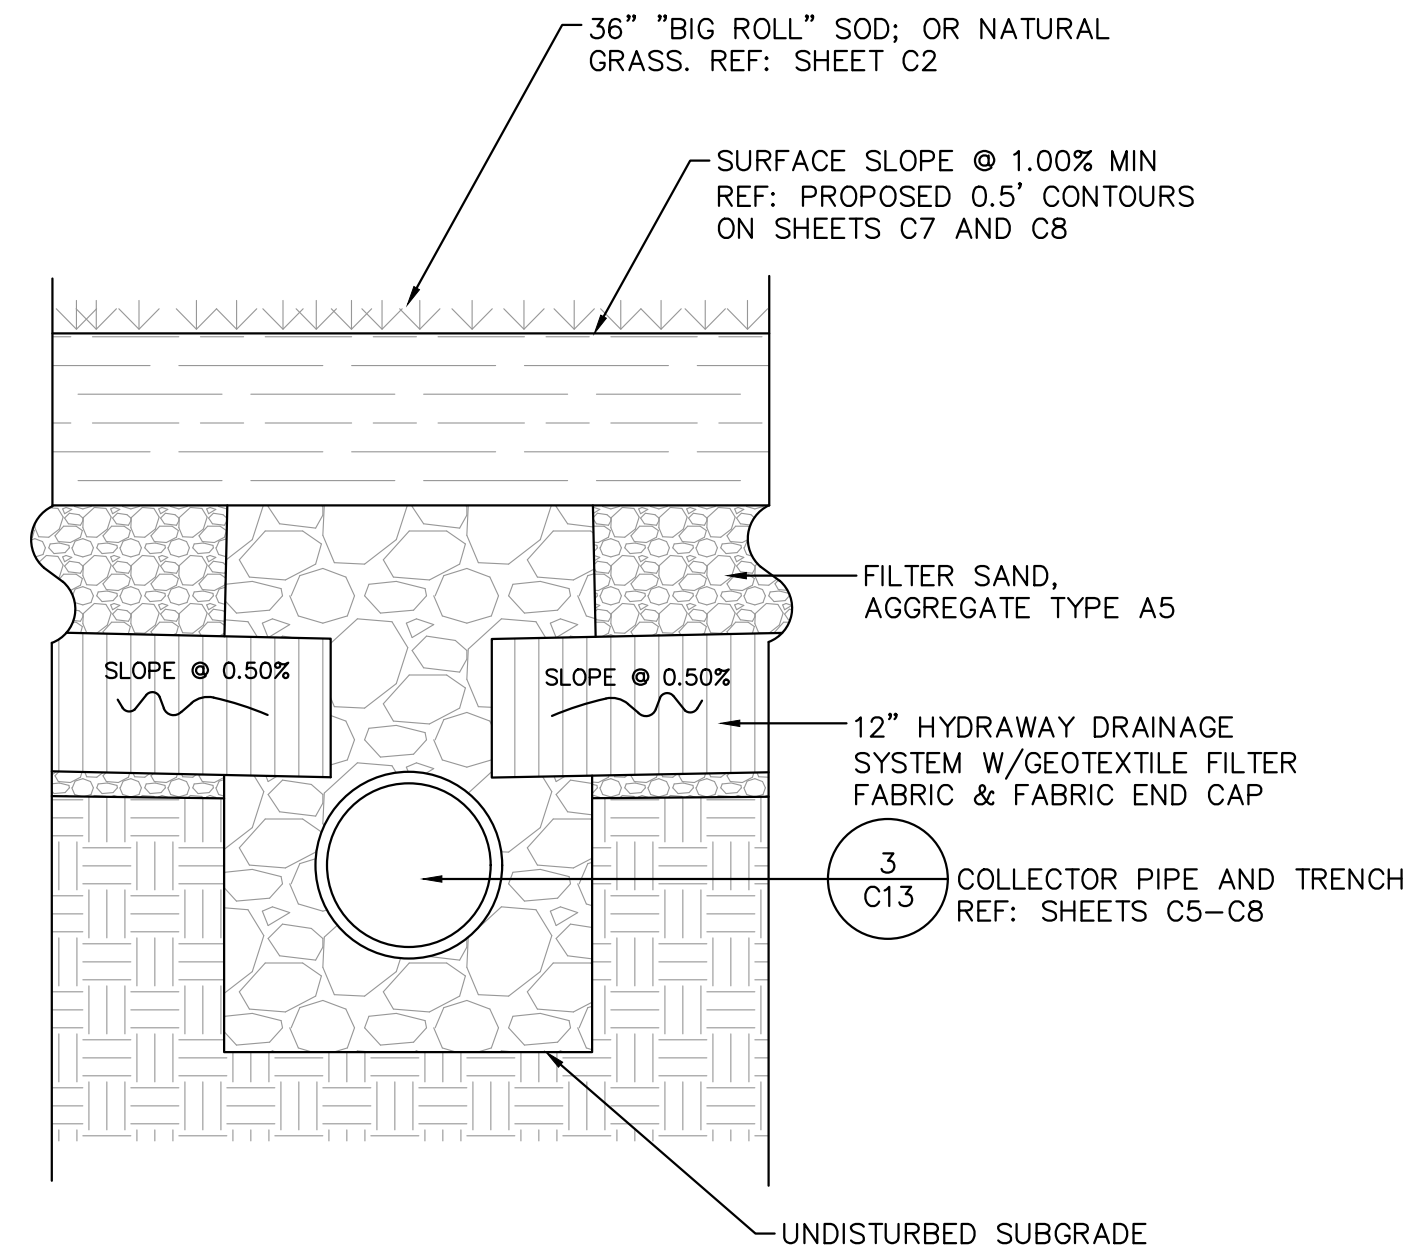 36" "BIG ROLL" SOD; OR NATURAL
GRASS. REF: SHEET C2
SURFACE SLOPE @ 1.00% MIN
REF: PROPOSED 0.5' CONTOURS
ON SHEETS C7 AND C8
FILTER SAND,
AGGREGATE TYPE A5
SLOPE @ 0.50%
SLOPE @ 0.50%
12" HYDRAWAY DRAINAGE
SYSTEM W/GEOTEXTILE FILTER
FABRIC & FABRIC END CAP
3
C13
COLLECTOR PIPE AND TRENCH
REF: SHEETS C5-C8
UNDISTURBED SUBGRADE